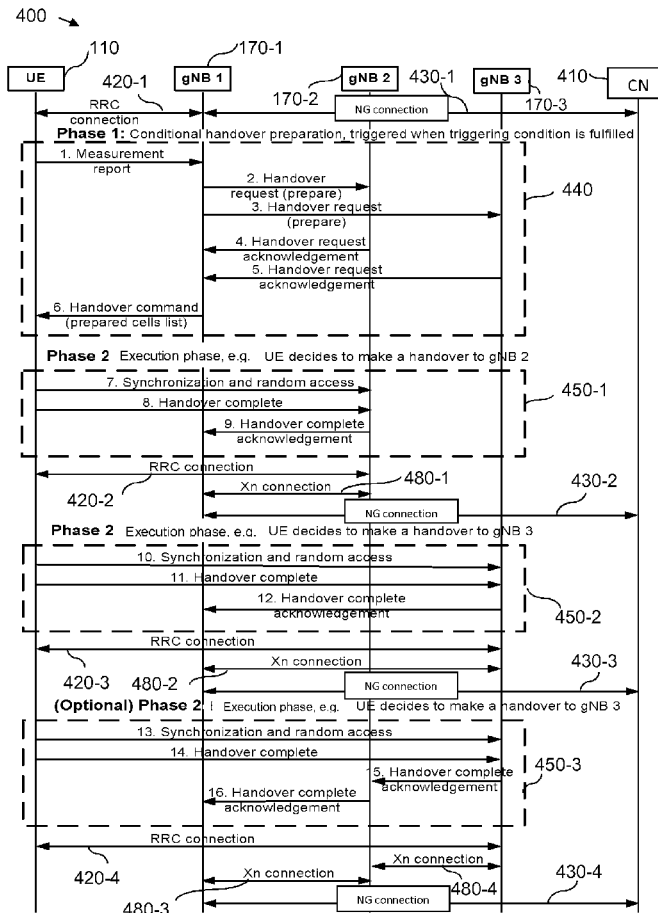 400
110
170-1
UE
gNB 1
gNB 2
gNB 3
410
CN
420-1
430-1
170-2
170-3
RRC
connection
NG connection
Phase 1: Conditional handover preparation, triggered when triggering condition is fulfilled
1. Measurement
report
440
2. Handover
request (prepare)
3. Handover request
(prepare)
4. Handover request
acknowledgement
5. Handover request
acknowledgement
6. Handover command
(prepared cells list)
Phase 2 Execution phase, e.g. UE decides to make a handover to gNB 2
7. Synchronization and random access
450-1
8. Handover complete
9. Handover complete
acknowledgement
RRC connection
480-1
420-2
Xn connection
430-2
NG connection
Phase 2 Execution phase, e.g. UE decides to make a handover to gNB 3
10. Synchronization and random access
11. Handover complete
12. Handover complete
acknowledgement
450-2
RRC connection
Xn connection
420-3
480-2
430-3
NG connection
(Optional) Phase 2: Execution phase, e.g. UE decides to make a handover to gNB 3
13. Synchronization and random access
14. Handover complete
450-3
15. Handover complete
acknowledgement
16. Handover complete
acknowledgement
RRC connection
Xn connection
420-4
430-4
Xn connection
480-4
480-3
NG connection